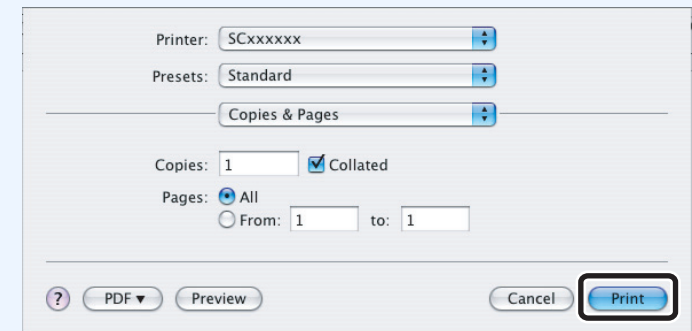 Printer: SCxxxxxx
Presets: Standard
Copies & Pages
Copies: 1 Collated
Pages: All
From: 1 to: 1
? PDF▼ Preview Cancel Print